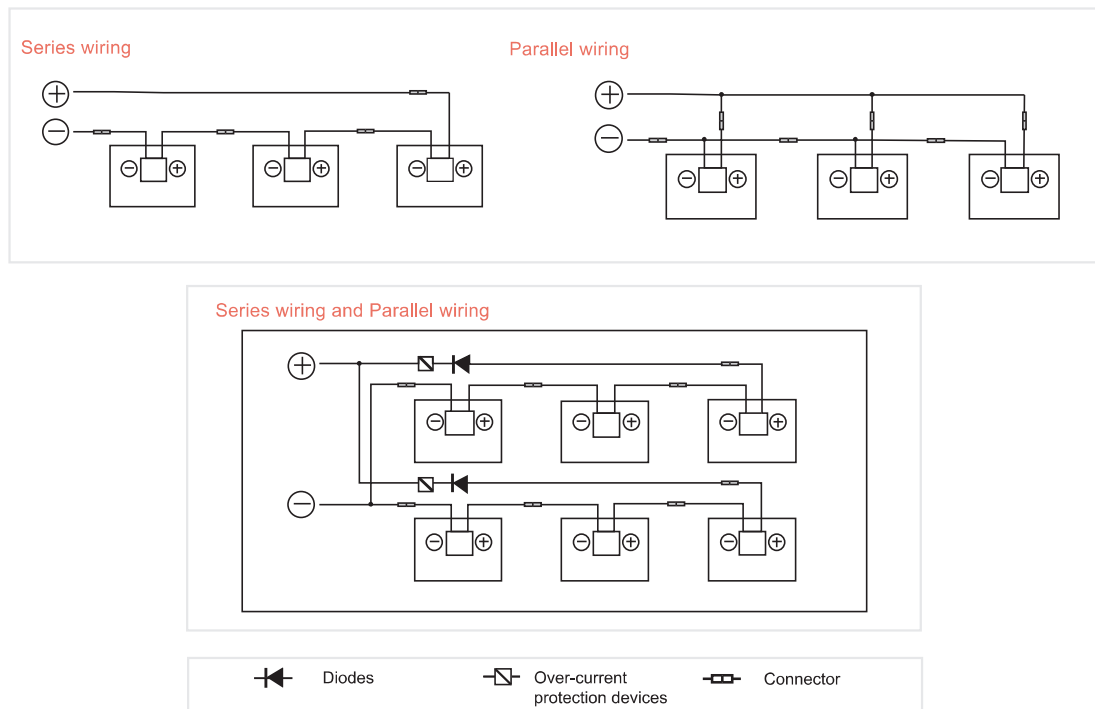 Series wiring
Parallel wiring
Series wiring and Parallel wiring
Diodes
Over-current
protection devices
Connector